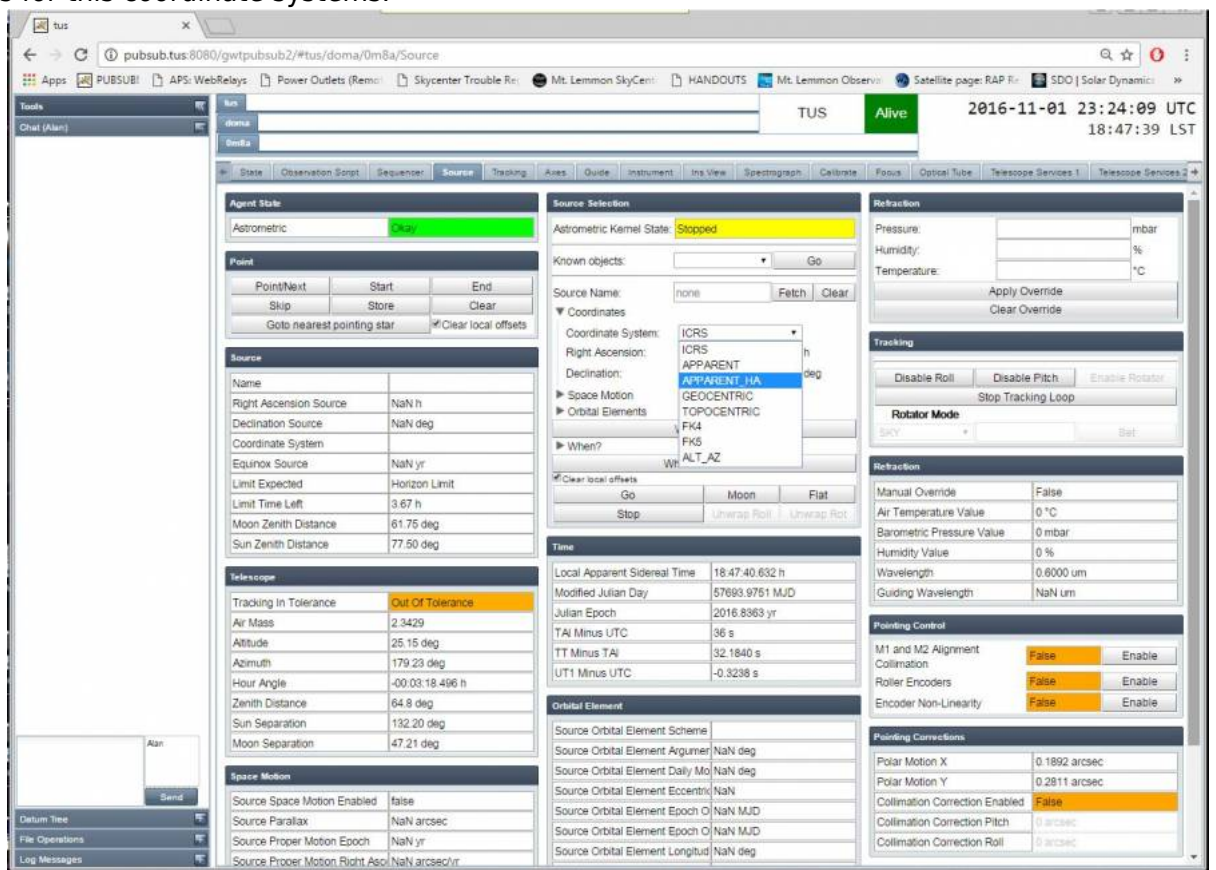 for this coordinate systems.
tus
pubsub.tus:8080/gwtpubsub2/#tus/doma/0m8a/Source
Apps PUBSUB! APS: WebRelays Power Outlets (Remo Skycenter Trouble Re Mt. Lemmon SkyCent HANDOUTS Mt. Lemmon Obser Satellite page: RAP R SDO | Solar Dynamic »
Tools
Chat (Alan)
tus
doma
0m8a
TUS
Alive
2016-11-01 23:24:09 UTC
18:47:39 LST
State Observation Script Sequencer Source Tracking Axes Guide Instrument Ins View Spectrograph Calibrate Focus Optical Tube Telescope Services 1 Telescope Services 2
Agent State
Astrometric Okay
Point
Point/Next Start End
Skip Store Clear
Goto nearest pointing star Clear local offsets
Source
Name
Right Ascension Source NaN h
Declination Source NaN deg
Coordinate System
Equinox Source NaN yr
Limit Expected Horizon Limit
Limit Time Left 3.67 h
Moon Zenith Distance 61.75 deg
Sun Zenith Distance 77.50 deg
Telescope
Tracking In Tolerance Out Of Tolerance
Air Mass 2.3429
Altitude 25.15 deg
Azimuth 179.23 deg
Hour Angle -00:03:18.496 h
Zenith Distance 64.8 deg
Sun Separation 132.20 deg
Moon Separation 47.21 deg
Space Motion
Source Space Motion Enabled false
Source Parallax NaN arcsec
Source Proper Motion Epoch NaN yr
Source Proper Motion Right Asc NaN arcsec/yr
Source Selection
Astrometric Kernel State: Stopped
Known objects: Go
Source Name: none Fetch Clear
Coordinates
Coordinate System: ICRS
Right Ascension: ICRS h
APPARENT
Declination: APPARENT_HA deg
Space Motion GEOCENTRIC
Orbital Elements TOPOCENTRIC
FK4
When? FK5
ALT_AZ
Clear local offsets
Go Moon Flat
Stop Unwrap Roll Unwrap Rot
Time
Local Apparent Sidereal Time 18:47:40.632 h
Modified Julian Day 57693.9751 MJD
Julian Epoch 2016.8363 yr
TAI Minus UTC 36 s
TT Minus TAI 32.1840 s
UT1 Minus UTC -0.3238 s
Orbital Element
Source Orbital Element Scheme
Source Orbital Element Argumer NaN deg
Source Orbital Element Daily Mo NaN deg
Source Orbital Element Eccentric NaN
Source Orbital Element Epoch O NaN MJD
Source Orbital Element Epoch O NaN MJD
Source Orbital Element Longitud NaN deg
Refraction
Pressure: mbar
Humidity: %
Temperature: °C
Apply Override
Clear Override
Tracking
Disable Roll Disable Pitch Enable Rotator
Stop Tracking Loop
Rotator Mode
SKY Set
Refraction
Manual Override False
Air Temperature Value 0 °C
Barometric Pressure Value 0 mbar
Humidity Value 0 %
Wavelength 0.6000 um
Guiding Wavelength NaN um
Pointing Control
M1 and M2 Alignment
Collimation False Enable
Roller Encoders False Enable
Encoder Non-Linearity False Enable
Pointing Corrections
Polar Motion X 0.1892 arcsec
Polar Motion Y 0.2811 arcsec
Collimation Correction Enabled False
Collimation Correction Pitch 0 arcsec
Collimation Correction Roll 0 arcsec
Alan
Send
Datum Tree
File Operations
Log Messages